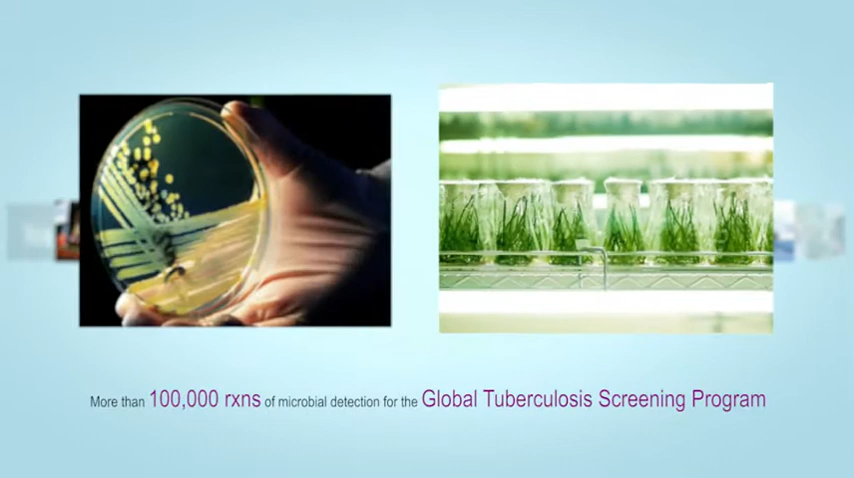 More than 100,000 rxns of microbial detection for the Global Tuberculosis Screening Program